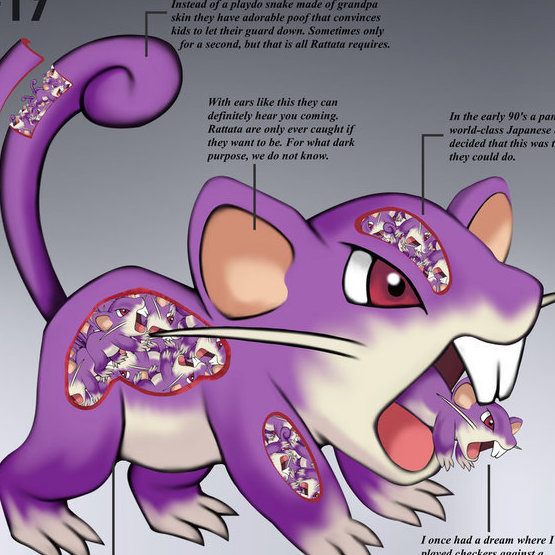 17
Instead of a playdo snake made of grandpa
skin they have adorable poof that convinces
kids to let their guard down. Sometimes only
for a second, but that is all Rattata requires.
With ears like this they can
definitely hear you coming.
Rattata are only ever caught if
they want to be. For what dark
purpose, we do not know.
In the early 90's a pan
world-class Japanese
decided that this was t
they could do.
I once had a dream where I
played checkers against a